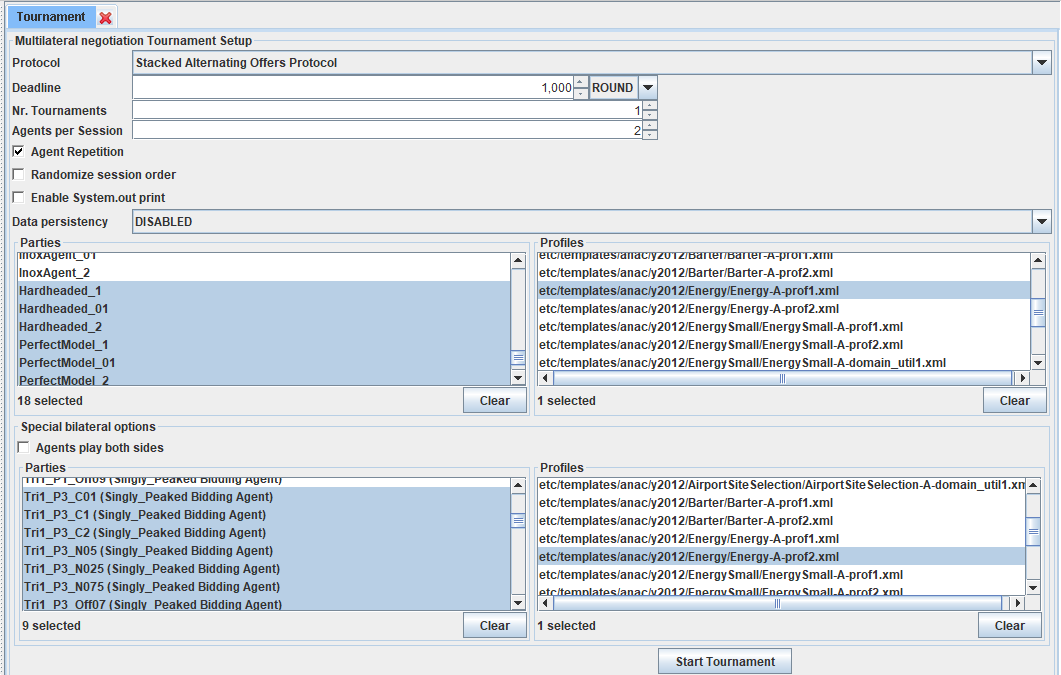 Tournament
Multilateral negotiation Tournament Setup
Protocol Stacked Alternating Offers Protocol
Deadline 1,000 ROUND
Nr. Tournaments 1
Agents per Session 2
Agent Repetition
Randomize session order
Enable System.out print
Data persistency DISABLED
Parties
InoxAgent_01
InoxAgent_2
Hardheaded_1
Hardheaded_01
Hardheaded_2
PerfectModel_1
PerfectModel_01
PerfectModel_2
18 selected Clear
Profiles
etc/templates/anac/y2012/Barter/Barter-A-prof1.xml
etc/templates/anac/y2012/Barter/Barter-A-prof2.xml
etc/templates/anac/y2012/Energy/Energy-A-prof1.xml
etc/templates/anac/y2012/Energy/Energy-A-prof2.xml
etc/templates/anac/y2012/EnergySmall/EnergySmall-A-prof1.xml
etc/templates/anac/y2012/EnergySmall/EnergySmall-A-prof2.xml
etc/templates/anac/y2012/EnergySmall/EnergySmall-A-domain_util1.xml
1 selected Clear
Special bilateral options
Agents play both sides
Parties
Tri1_P1_Off09 (Singly_Peaked Bidding Agent)
Tri1_P3_C01 (Singly_Peaked Bidding Agent)
Tri1_P3_C1 (Singly_Peaked Bidding Agent)
Tri1_P3_C2 (Singly_Peaked Bidding Agent)
Tri1_P3_N05 (Singly_Peaked Bidding Agent)
Tri1_P3_N025 (Singly_Peaked Bidding Agent)
Tri1_P3_N075 (Singly_Peaked Bidding Agent)
Tri1_P3_Off07 (Singly_Peaked Bidding Agent)
9 selected Clear
Profiles
etc/templates/anac/y2012/AirportSiteSelection/AirportSiteSelection-A-domain_util1.xm
etc/templates/anac/y2012/Barter/Barter-A-prof1.xml
etc/templates/anac/y2012/Barter/Barter-A-prof2.xml
etc/templates/anac/y2012/Energy/Energy-A-prof1.xml
etc/templates/anac/y2012/Energy/Energy-A-prof2.xml
etc/templates/anac/y2012/EnergySmall/EnergySmall-A-prof1.xml
etc/templates/anac/y2012/EnergySmall/EnergySmall-A-prof2.xml
1 selected Clear
Start Tournament